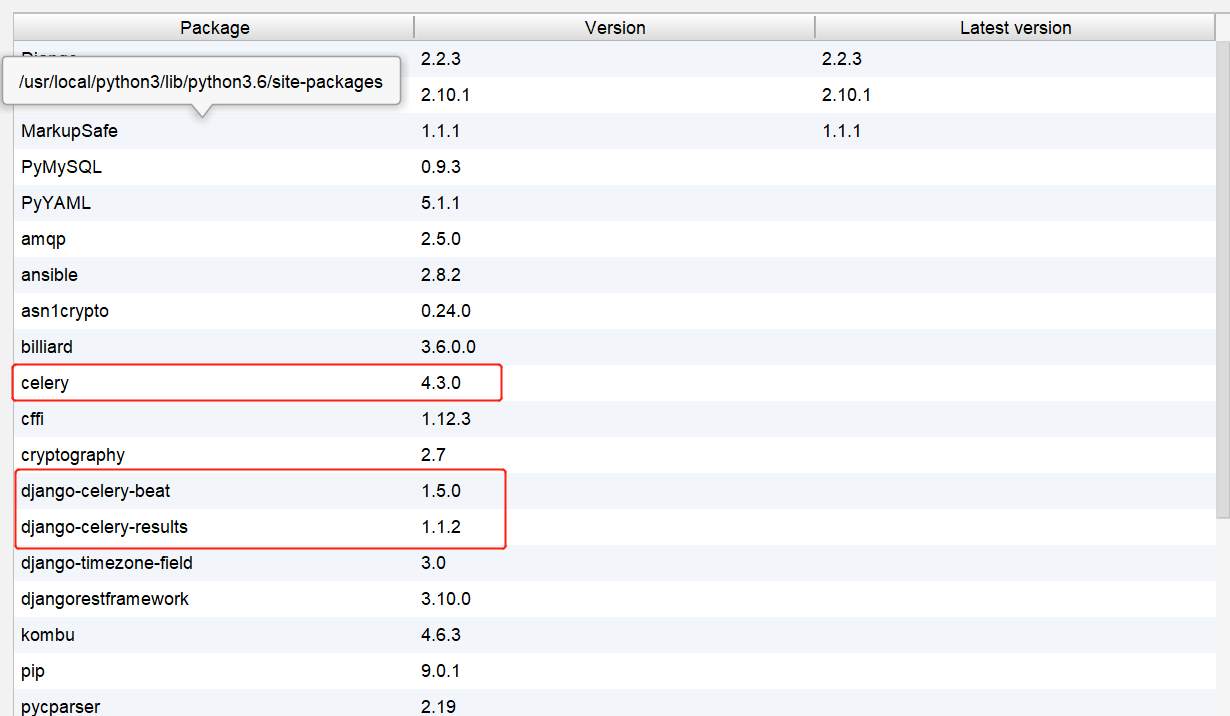 Package Version Latest version
2.2.3 2.2.3
/usr/local/python3/lib/python3.6/site-packages
2.10.1 2.10.1
MarkupSafe 1.1.1 1.1.1
PyMySQL 0.9.3
PyYAML 5.1.1
amqp 2.5.0
ansible 2.8.2
asn1crypto 0.24.0
billiard 3.6.0.0
celery 4.3.0
cffi 1.12.3
cryptography 2.7
django-celery-beat 1.5.0
django-celery-results 1.1.2
django-timezone-field 3.0
djangorestframework 3.10.0
kombu 4.6.3
pip 9.0.1
pycparser 2.19